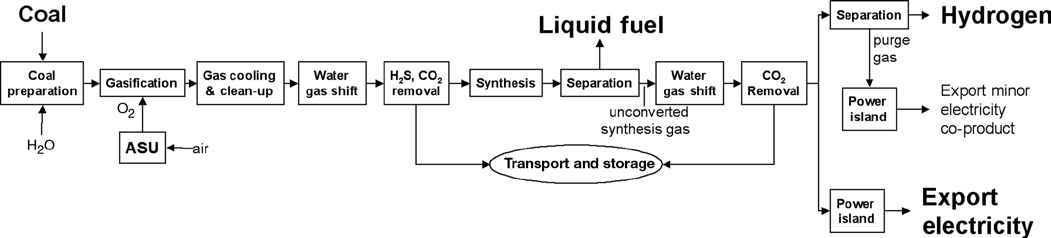 Coal
Coal
preparation
H₂O
Gasification
O₂
ASU
air
Gas cooling
& clean-up
Water
gas shift
H₂S, CO₂
removal
Synthesis
Liquid fuel
Separation
unconverted
synthesis gas
Water
gas shift
CO₂
Removal
Transport and storage
Separation
Hydrogen
purge
gas
Power
island
Export minor
electricity
co-product
Power
island
Export
electricity